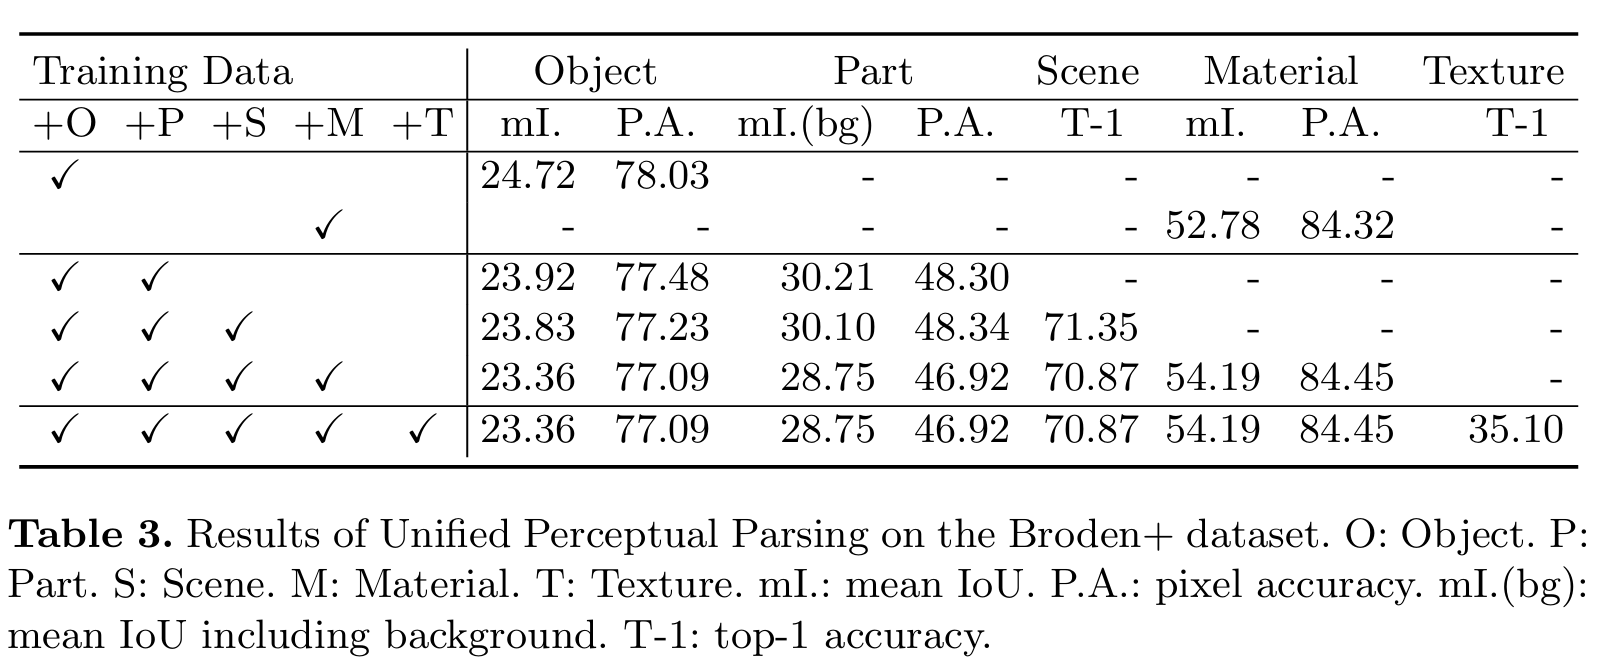 Training Data Object Part Scene Material Texture
+O +P +S +M +T mI. P.A. mI.(bg) P.A. T-1 mI. P.A. T-1
✓ 24.72 78.03 - - - - - -
✓ - - - - - 52.78 84.32 -
✓ ✓ 23.92 77.48 30.21 48.30 - - - -
✓ ✓ ✓ 23.83 77.23 30.10 48.34 71.35 - - -
✓ ✓ ✓ ✓ 23.36 77.09 28.75 46.92 70.87 54.19 84.45 -
✓ ✓ ✓ ✓ ✓ 23.36 77.09 28.75 46.92 70.87 54.19 84.45 35.10
Table 3. Results of Unified Perceptual Parsing on the Broden+ dataset. O: Object. P:
Part. S: Scene. M: Material. T: Texture. mI.: mean IoU. P.A.: pixel accuracy. mI.(bg):
mean IoU including background. T-1: top-1 accuracy.